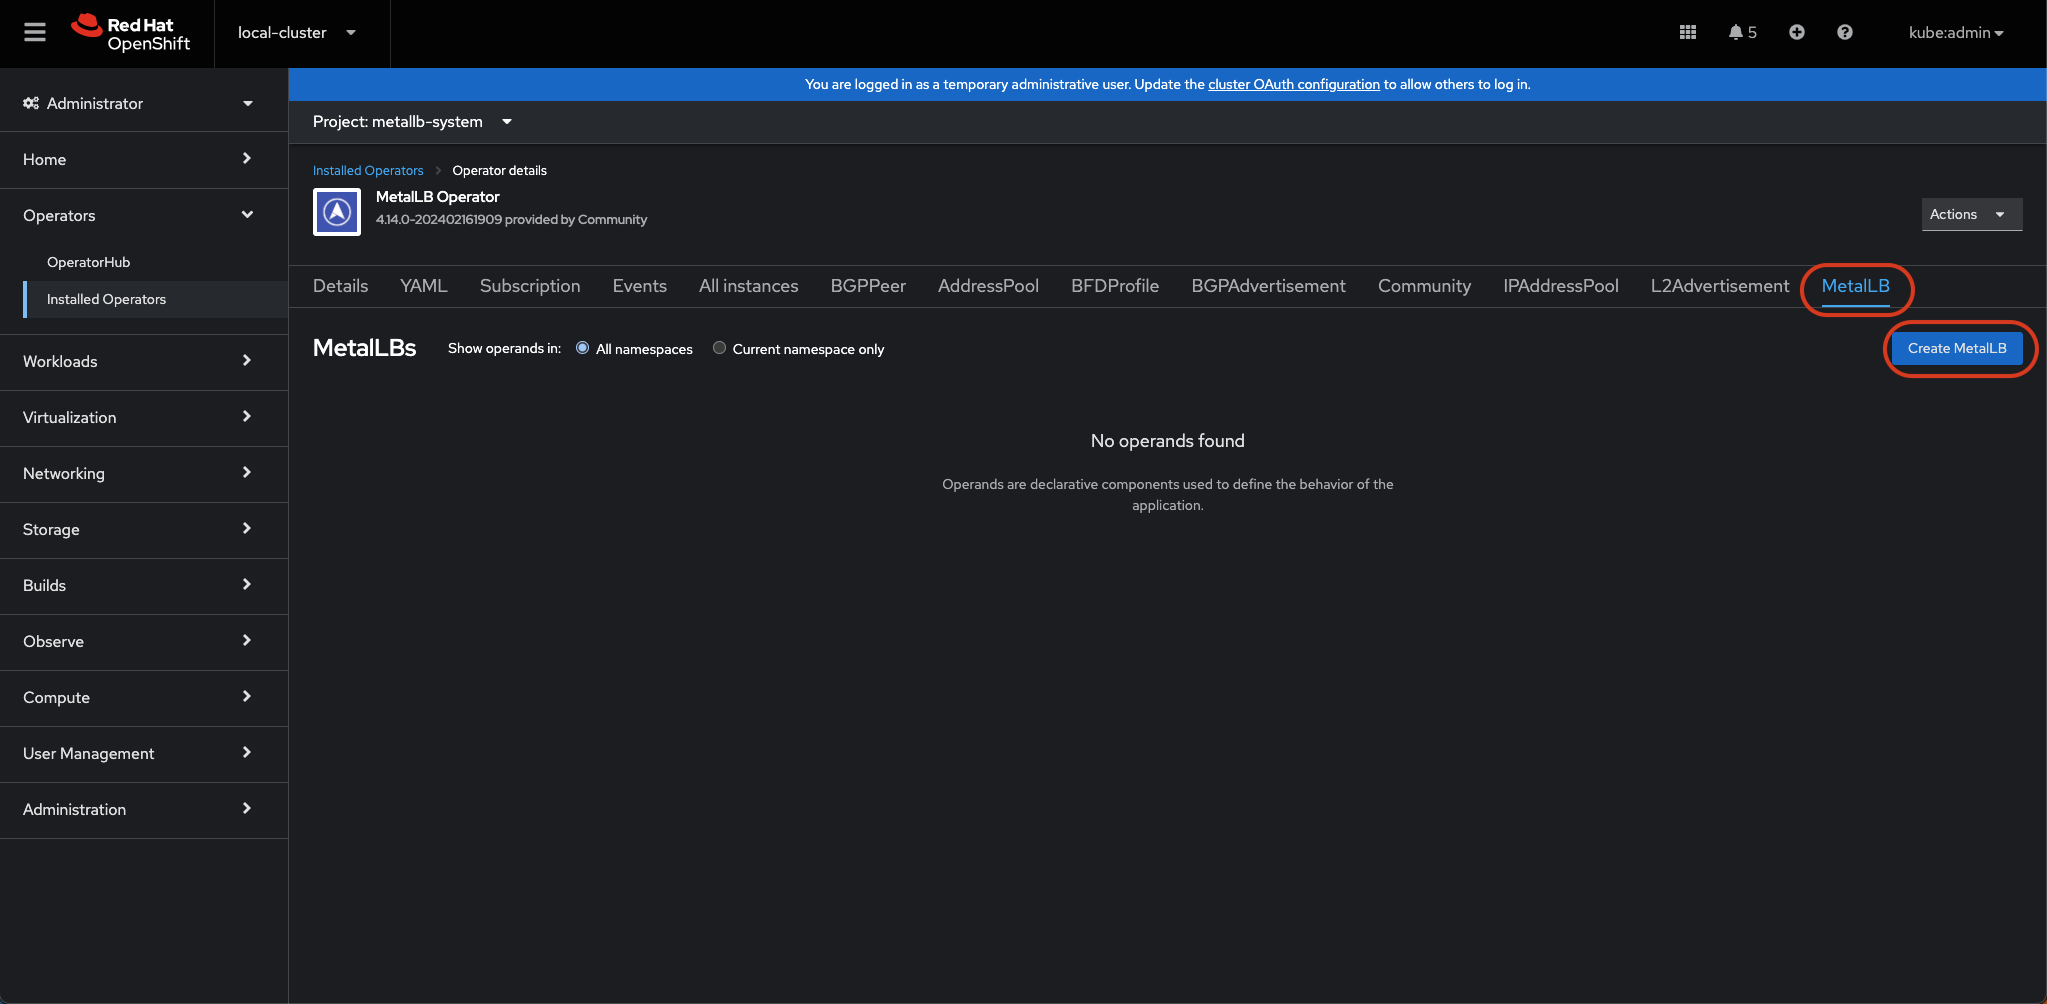 Red Hat
OpenShift
local-cluster
5
kube:admin
Administrator
Home
Operators
OperatorHub
Installed Operators
Workloads
Virtualization
Networking
Storage
Builds
Observe
Compute
User Management
Administration
You are logged in as a temporary administrative user. Update the cluster OAuth configuration to allow others to log in.
Project: metallb-system
Installed Operators Operator details
MetalLB Operator
4.14.0-202402161909 provided by Community
Actions
Details YAML Subscription Events All instances BGPPeer AddressPool BFDProfile BGPAdvertisement Community IPAddressPool L2Advertisement MetalLB
MetalLBs Show operands in: All namespaces Current namespace only Create MetalLB
No operands found
Operands are declarative components used to define the behavior of the
application.